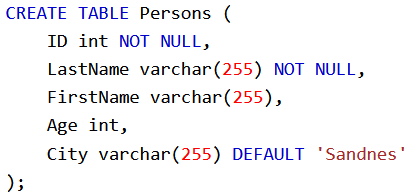 CREATE TABLE Persons (
    ID int NOT NULL,
    LastName varchar(255) NOT NULL,
    FirstName varchar(255),
    Age int,
    City varchar(255) DEFAULT 'Sandnes'
);